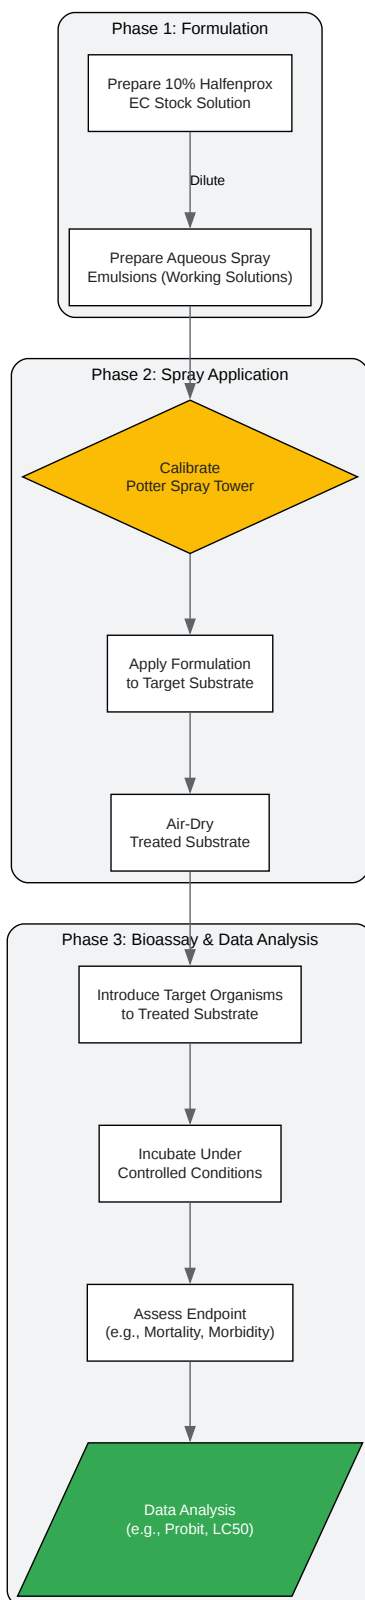 Phase 1: Formulation
Prepare 10% Halfenprox
EC Stock Solution
Dilute
Prepare Aqueous Spray
Emulsions (Working Solutions)
Phase 2: Spray Application
Calibrate
Potter Spray Tower
Apply Formulation
to Target Substrate
Air-Dry
Treated Substrate
Phase 3: Bioassay & Data Analysis
Introduce Target Organisms
to Treated Substrate
Incubate Under
Controlled Conditions
Assess Endpoint
(e.g., Mortality, Morbidity)
Data Analysis
(e.g., Probit, LC50)